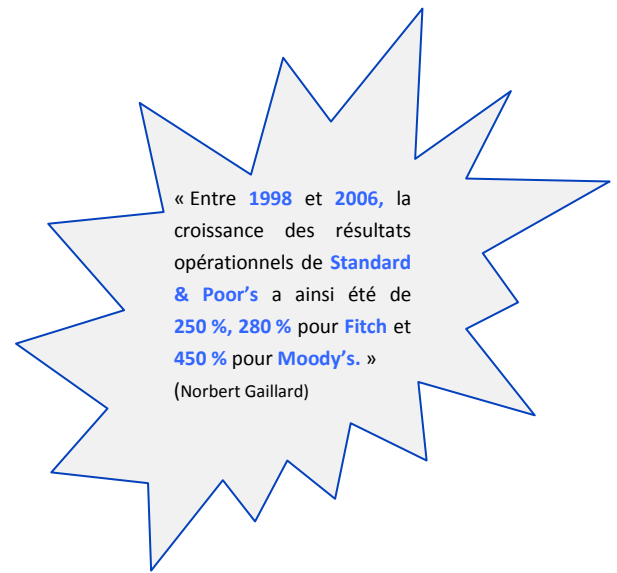 « Entre 1998 et 2006, la
croissance des résultats
opérationnels de Standard
& Poor’s a ainsi été de
250 %, 280 % pour Fitch et
450 % pour Moody’s. »
(Norbert Gaillard)